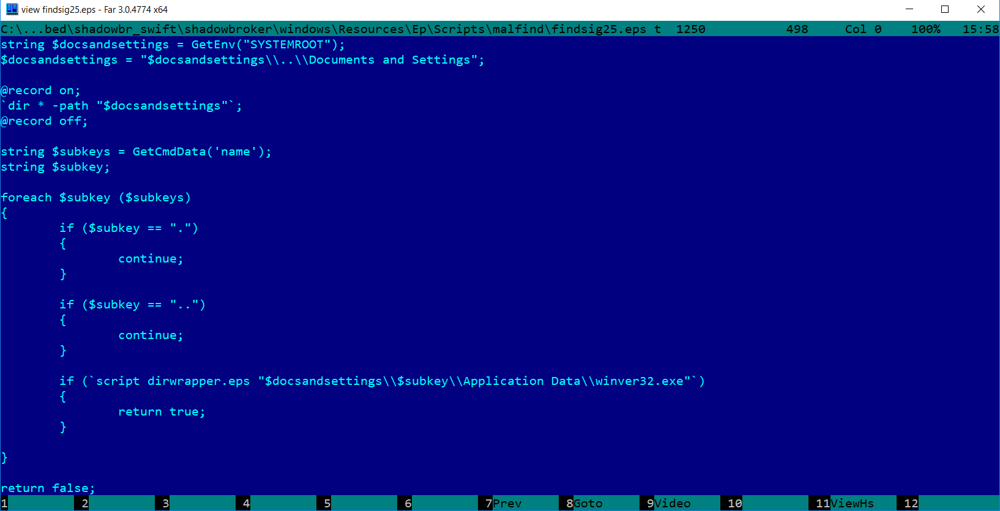 view findsig25.eps - Far 3.0.4774 x64
C:\...bed\shadowbr_swift\shadowbroker\windows\Resources\Ep\Scripts\malfind\findsig25.eps t 1250 498 Col 0 100% 15:58
string $docsandsettings = GetEnv("SYSTEMROOT");
$docsandsettings = "$docsandsettings\\..\\Documents and Settings";
@record on;
`dir * -path "$docsandsettings"`;
@record off;
string $subkeys = GetCmdData('name');
string $subkey;
foreach $subkey ($subkeys)
{
if ($subkey == ".")
{
continue;
}
if ($subkey == "..")
{
continue;
}
if (`script dirwrapper.eps "$docsandsettings\\$subkey\\Application Data\\winver32.exe"`)
{
return true;
}
}
return false;
1 2 3 4 5 6 7Prev 8Goto 9Video 10 11ViewHs 12